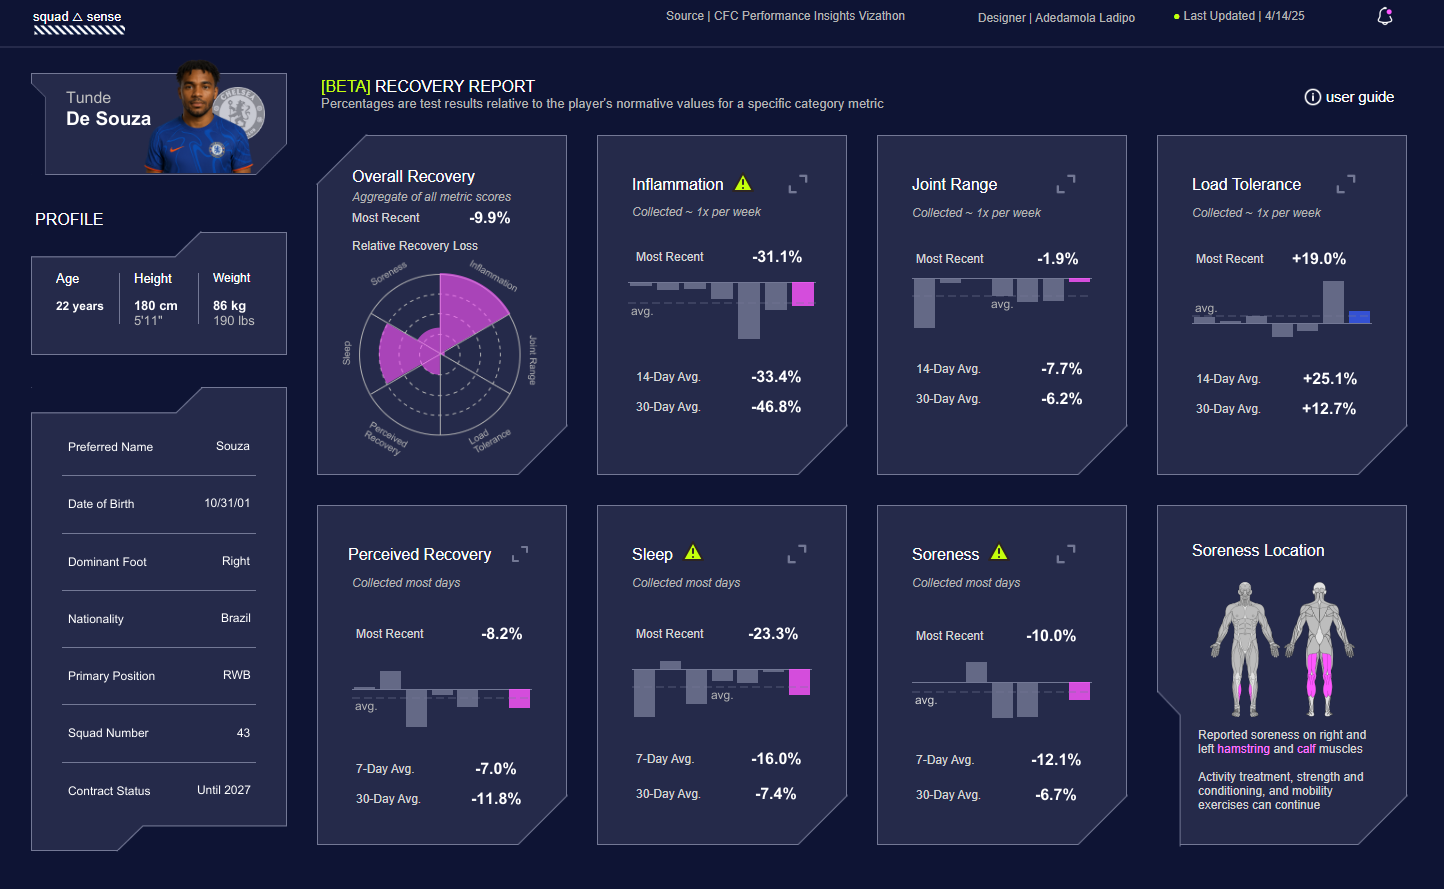 squad △ sense
Source | CFC Performance Insights Vizathon
Designer | Adedamola Ladipo
Last Updated | 4/14/25
Tunde
De Souza
CHELSEA
[BETA] RECOVERY REPORT
Percentages are test results relative to the player's normative values for a specific category metric
user guide
PROFILE
Age
22 years
Height
180 cm
5'11"
Weight
86 kg
190 lbs
Preferred Name Souza
Date of Birth 10/31/01
Dominant Foot Right
Nationality Brazil
Primary Position RWB
Squad Number 43
Contract Status Until 2027
Overall Recovery
Aggregate of all metric scores
Most Recent -9.9%
Relative Recovery Loss
Soreness
Inflammation
Sleep
Joint Range
Perceived
Recovery
Load
Tolerance
Inflammation
Collected ~ 1x per week
Most Recent -31.1%
avg.
14-Day Avg. -33.4%
30-Day Avg. -46.8%
Joint Range
Collected ~ 1x per week
Most Recent -1.9%
avg.
14-Day Avg. -7.7%
30-Day Avg. -6.2%
Load Tolerance
Collected ~ 1x per week
Most Recent +19.0%
avg.
14-Day Avg. +25.1%
30-Day Avg. +12.7%
Perceived Recovery
Collected most days
Most Recent -8.2%
avg.
7-Day Avg. -7.0%
30-Day Avg. -11.8%
Sleep
Collected most days
Most Recent -23.3%
avg.
7-Day Avg. -16.0%
30-Day Avg. -7.4%
Soreness
Collected most days
Most Recent -10.0%
avg.
7-Day Avg. -12.1%
30-Day Avg. -6.7%
Soreness Location
Reported soreness on right and
left hamstring and calf muscles
Activity treatment, strength and
conditioning, and mobility
exercises can continue